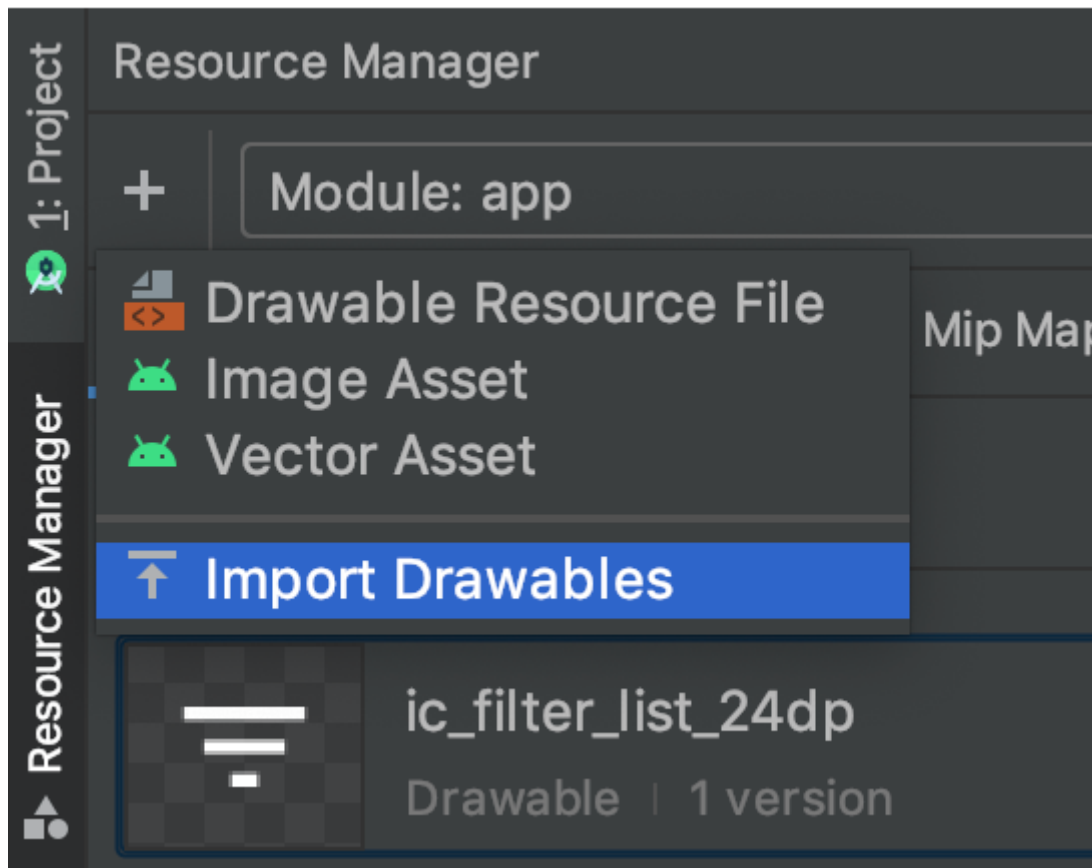 1: Project
Resource Manager
Resource Manager
+
Module: app
Drawable Resource File
Mip Map
Image Asset
Vector Asset
Import Drawables
ic_filter_list_24dp
Drawable | 1 version